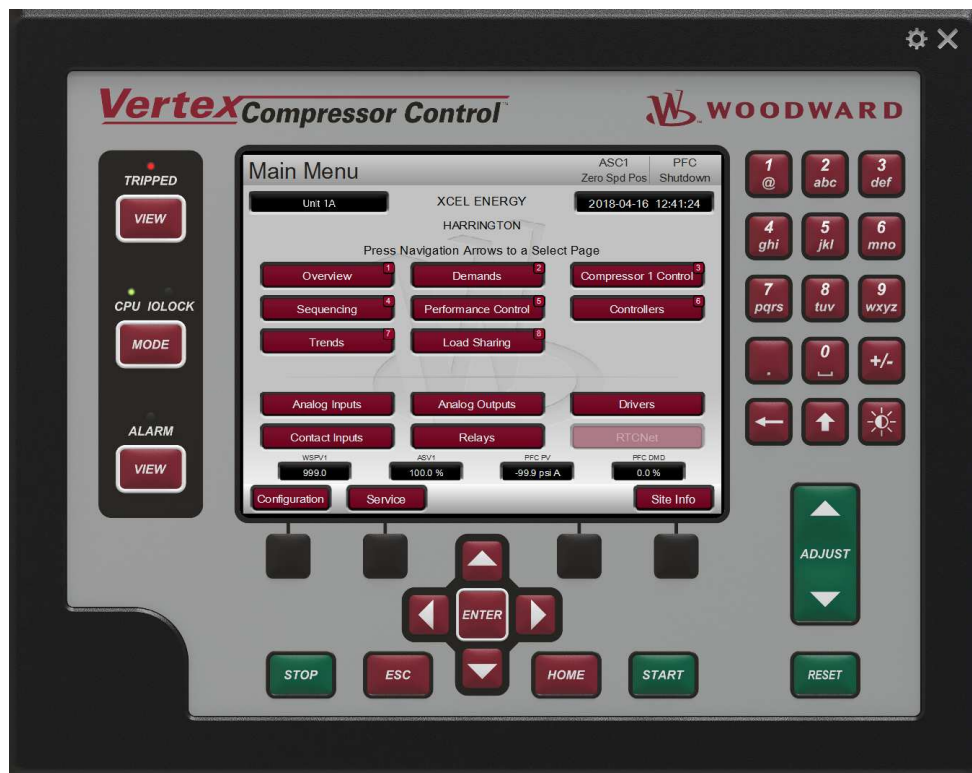 Vertex Compressor Control™
WOODWARD
TRIPPED
VIEW
CPU IOLOCK
MODE
ALARM
VIEW
Main Menu
ASC1 PFC
Zero Spd Pos Shutdown
Unit 1A XCEL ENERGY 2018-04-16 12:41:24
HARRINGTON
Press Navigation Arrows to a Select Page
Overview 1 Demands 2 Compressor 1 Control 3
Sequencing 4 Performance Control 5 Controllers 6
Trends 7 Load Sharing 8
Analog Inputs Analog Outputs Drivers
Contact Inputs Relays RTCNet
WSPV1 ASV1 PFC PV PFC DMD
999.0 100.0 % -99.9 psi A 0.0 %
Configuration Service Site Info
1 2 3
@ abc def
4 5 6
ghi jkl mno
7 8 9
pqrs tuv wxyz
. 0 +/-
ADJUST
ENTER
STOP ESC HOME START RESET